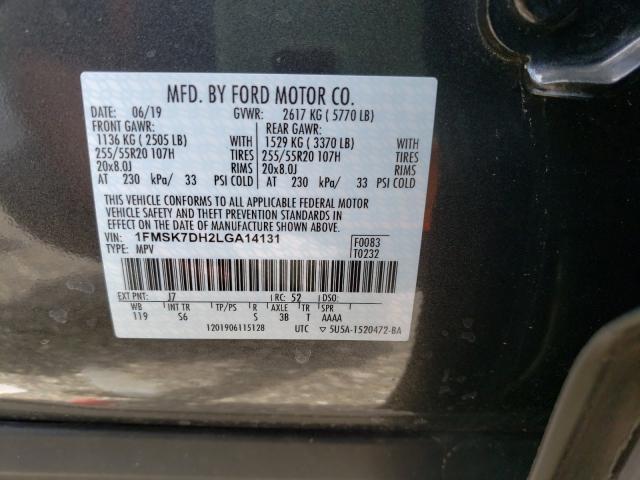 MFD. BY FORD MOTOR CO.
DATE: 06/19 GVWR: 2617 KG ( 5770 LB)
FRONT GAWR: REAR GAWR:
1136 KG ( 2505 LB) WITH 1529 KG ( 3370 LB) WITH
255/55R20 107H TIRES 255/55R20 107H TIRES
20x8.0J RIMS 20x8.0J RIMS
AT 230 kPa/ 33 PSI COLD AT 230 kPa/ 33 PSI COLD
THIS VEHICLE CONFORMS TO ALL APPLICABLE FEDERAL MOTOR
VEHICLE SAFETY AND THEFT PREVENTION STANDARDS IN
EFFECT ON THE DATE OF MANUFACTURE SHOWN ABOVE.
VIN: 1FMSK7DH2LGA14131 F0083
TYPE: MPV T0232
EXT PNT: J7 RC: 52 DSO:
WB INT TR TP/PS R AXLE TR SPR
119 S6 S 3B T AAAA
1201906115128 UTC 5U5A-1520472-BA